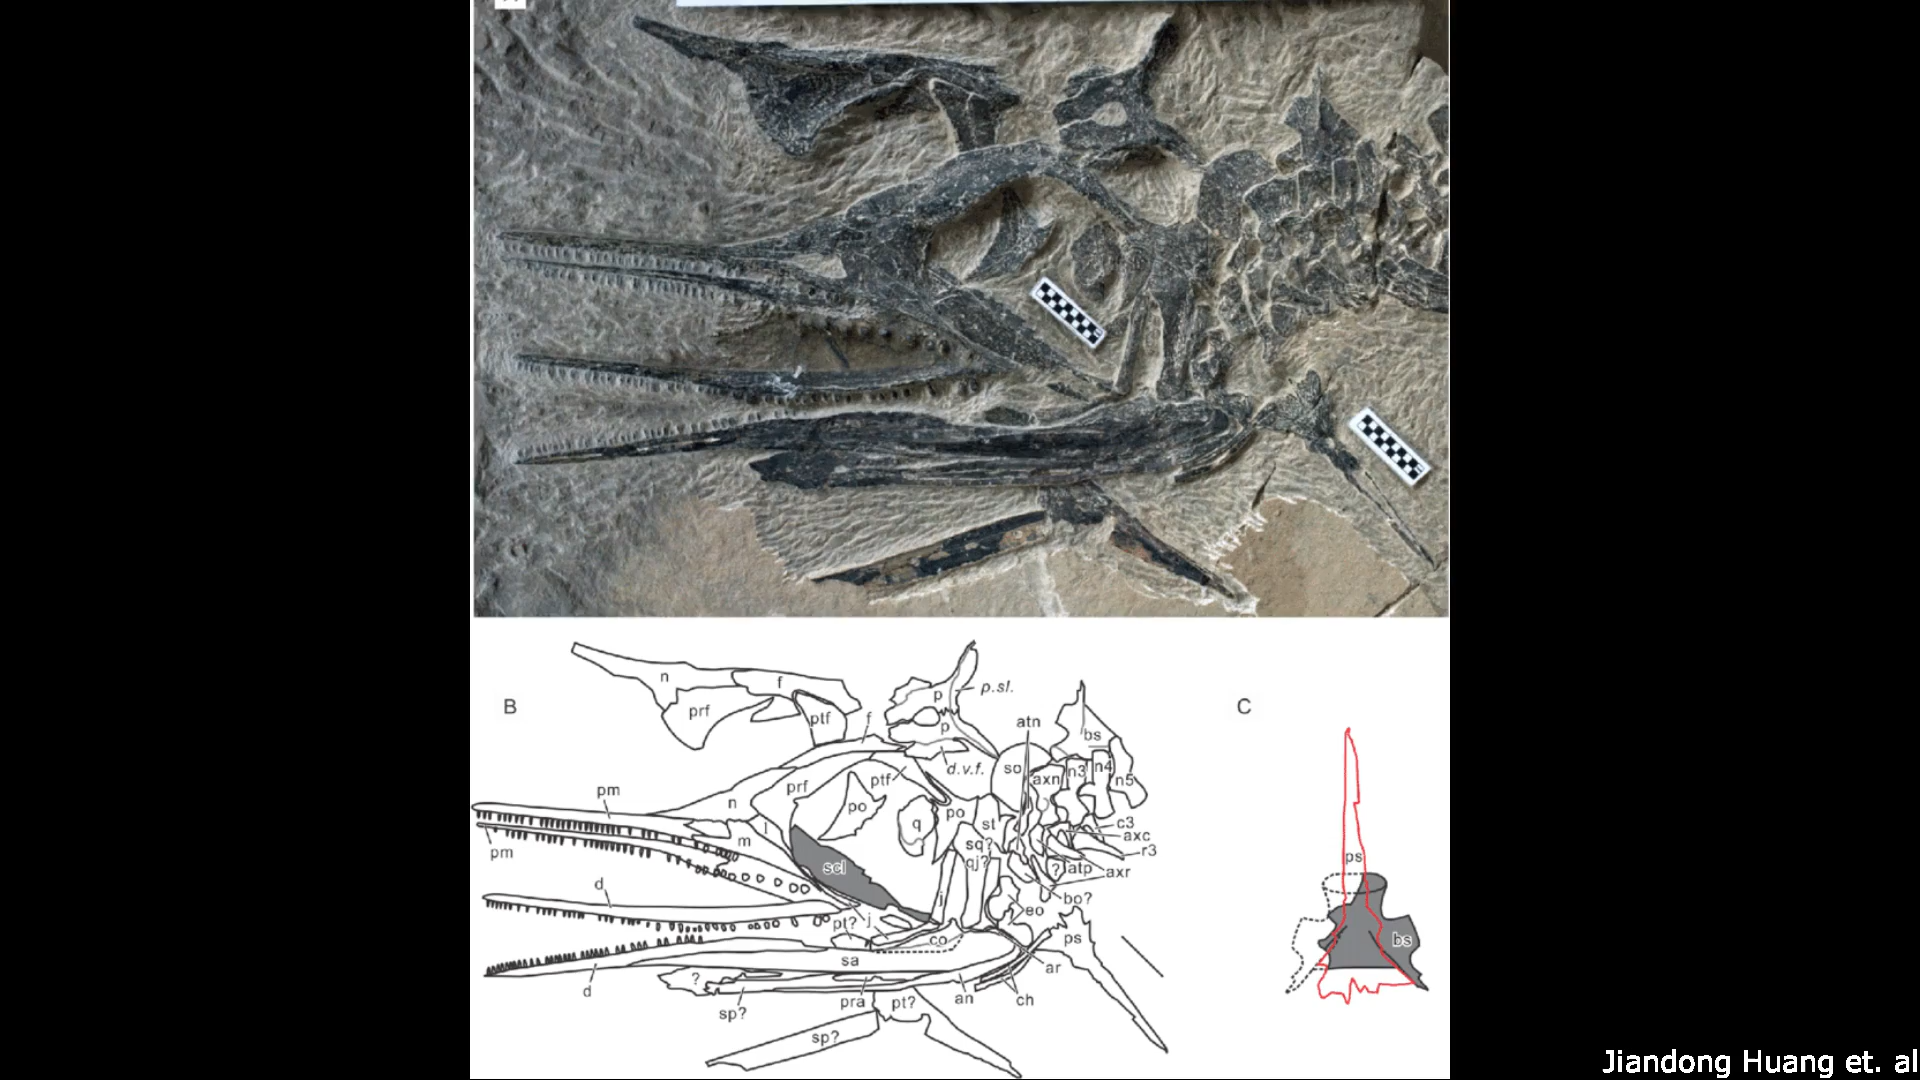 n
f
prf
ptf
f
p
p.sl.
p
d.v.f.
atn
bs
B
C
so
axn
n3
n4
n5
ptf
prf
po
pm
n
l
m
q
po
st
sq?
qj?
c3
axc
r3
pm
scl
?
atp
axr
ps
d
j
j
bo?
eo
pt?
co
ps
bs
sa
ar
d
?
sp?
pra
pt?
an
ch
sp?
Jiandong Huang et. al